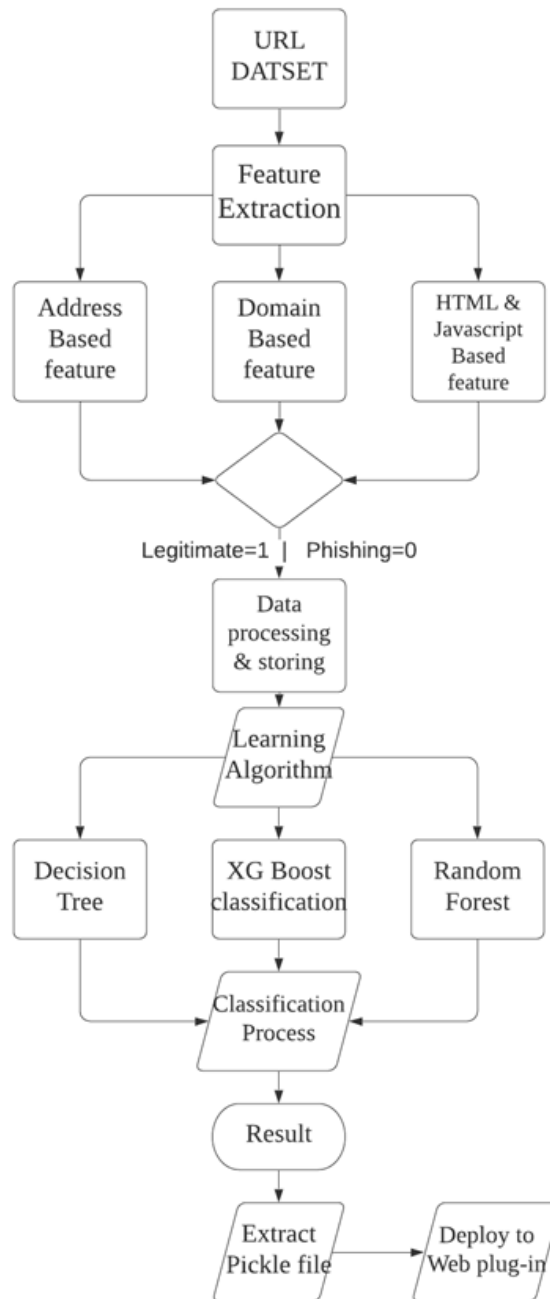 URL
DATSET
Feature
Extraction
Address
Based
feature
Domain
Based
feature
HTML &
Javascript
Based
feature
Legitimate=1 | Phishing=0
Data
processing
& storing
Learning
Algorithm
Decision
Tree
XG Boost
classification
Random
Forest
Classification
Process
Result
Extract
Pickle file
Deploy to
Web plug-in